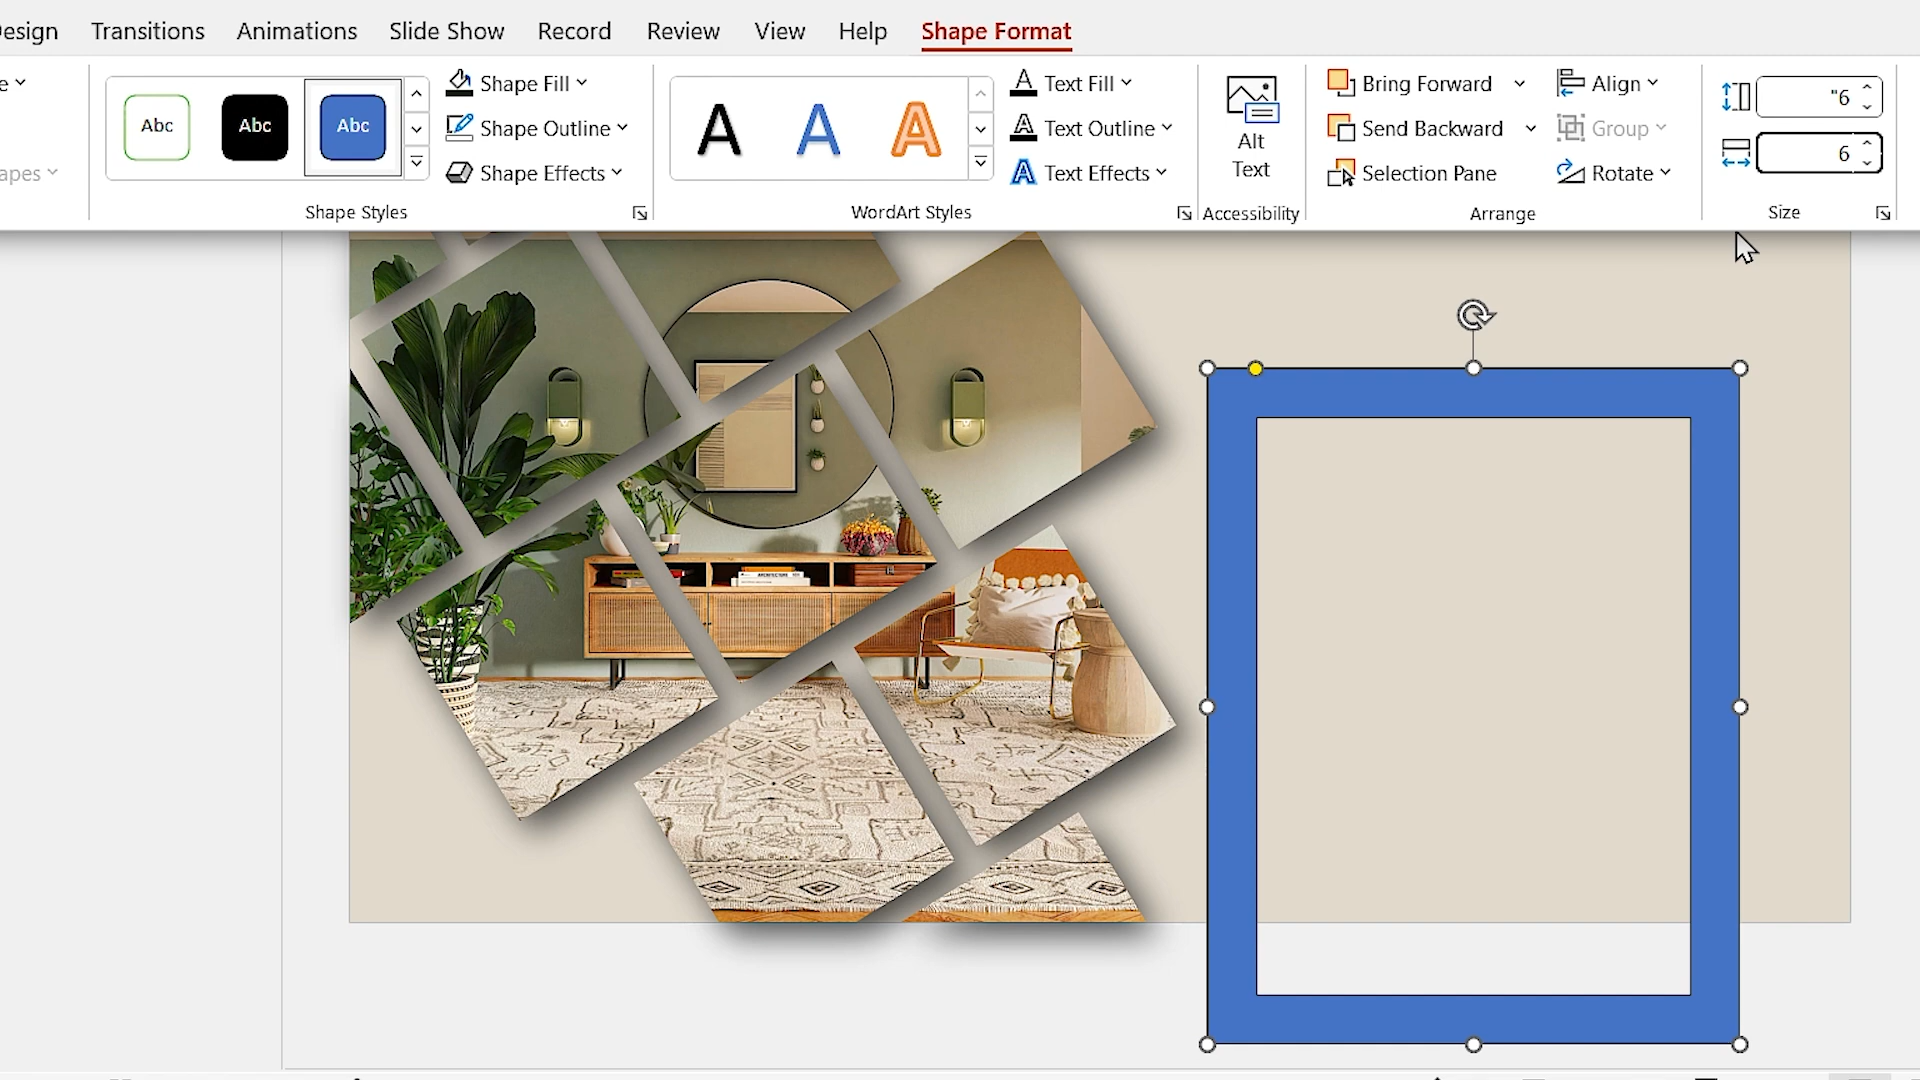 esign Transitions Animations Slide Show Record Review View Help Shape Format
e
apes
Abc Abc Abc
Shape Fill
Shape Outline
Shape Effects
Shape Styles
A A A
Text Fill
Text Outline
Text Effects
WordArt Styles
Alt
Text
Accessibility
Bring Forward
Send Backward
Selection Pane
Align
Group
Rotate
Arrange
"6
6
Size
ARCHITECTURE